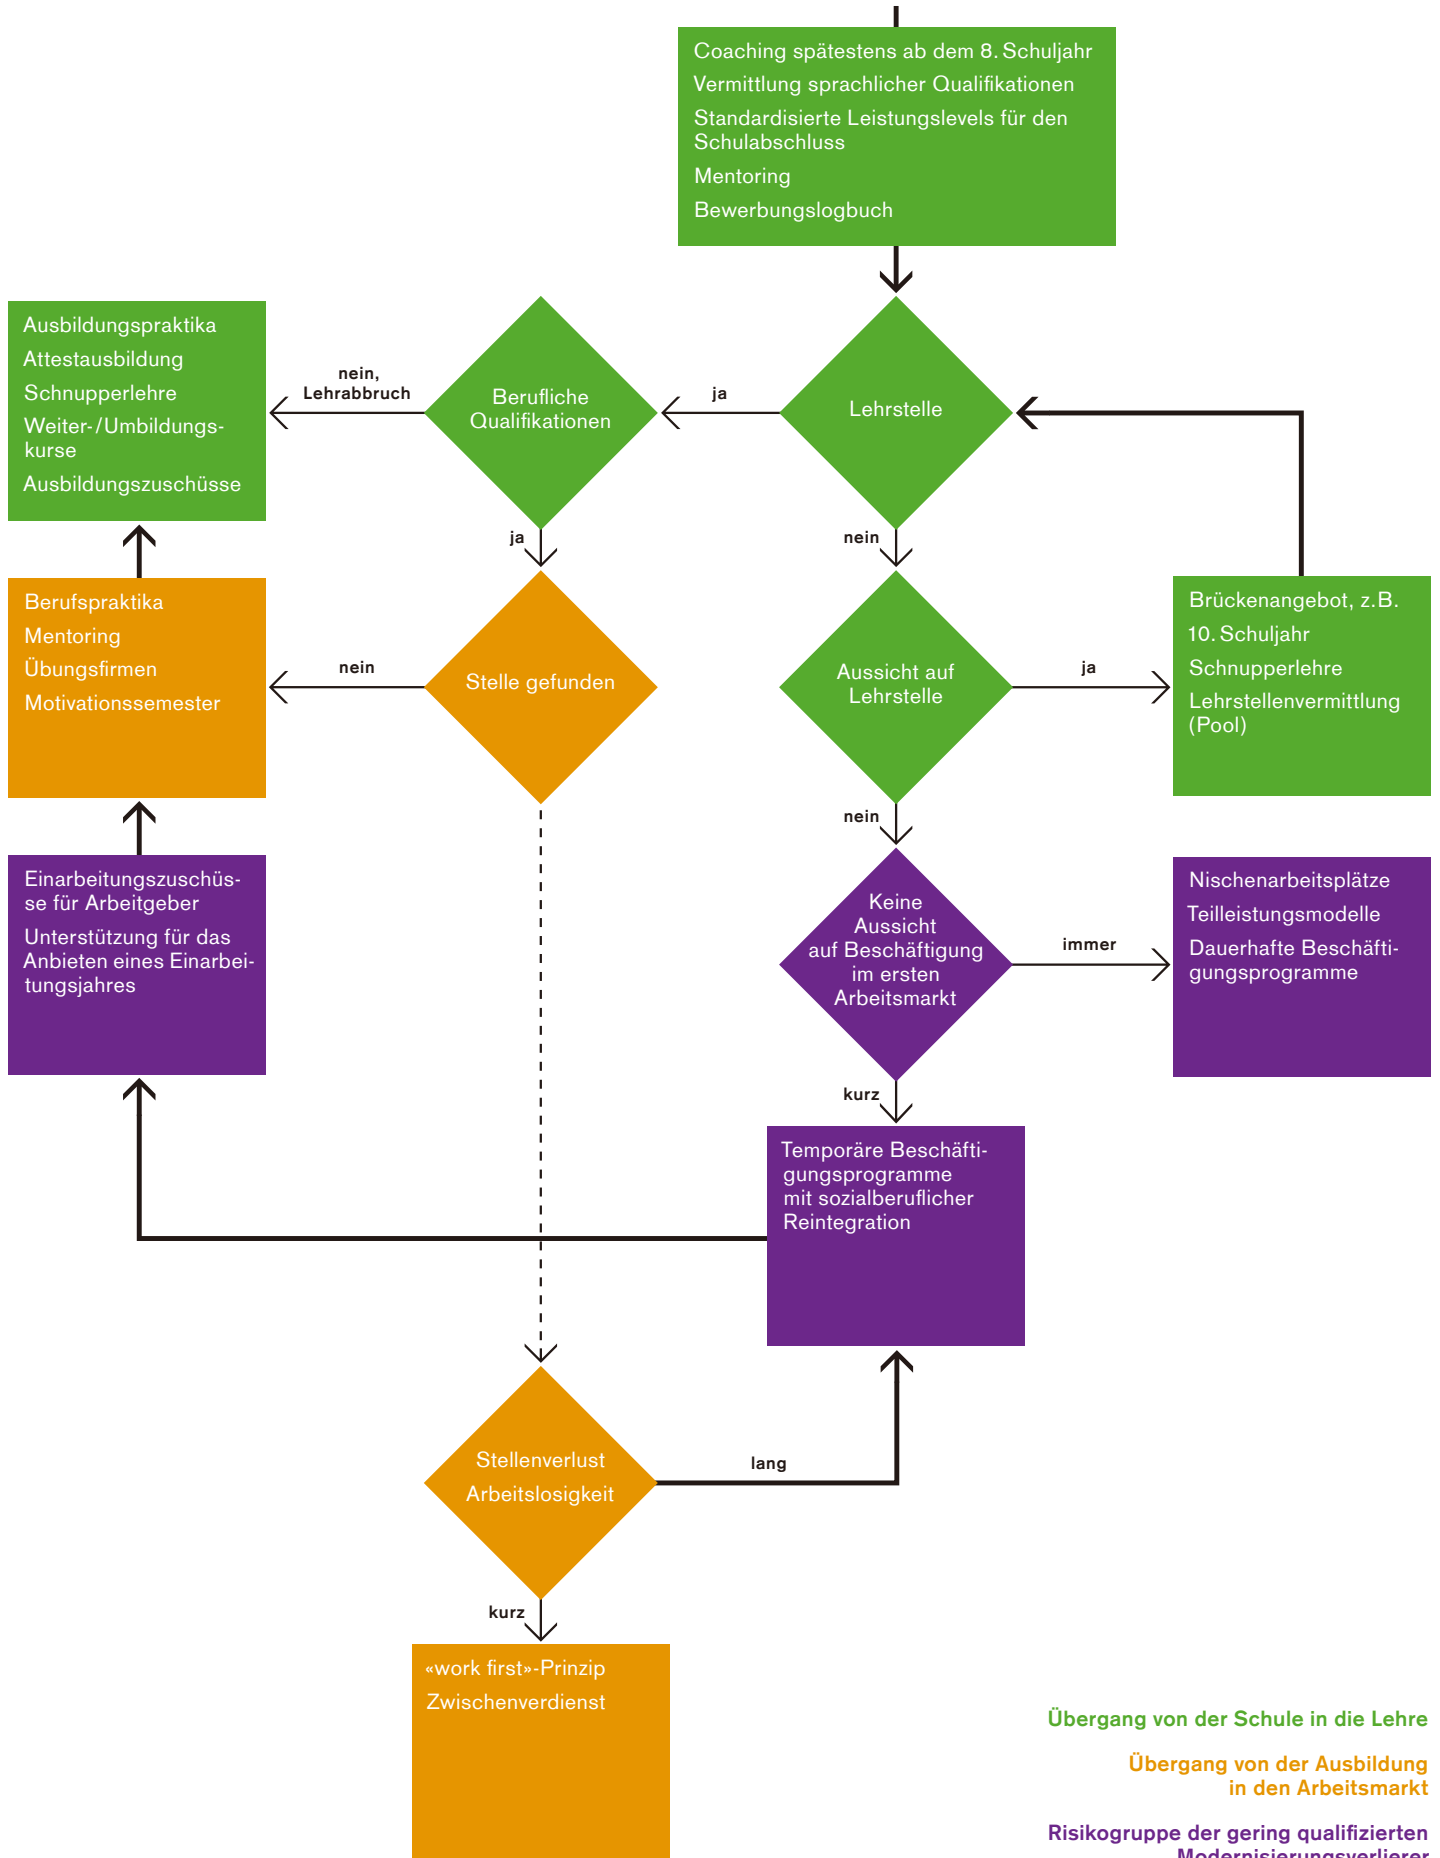 Coaching spätestens ab dem 8. Schuljahr
Vermittlung sprachlicher Qualifikationen
Standardisierte Leistungslevels für den
Schulabschluss
Mentoring
Bewerbungslogbuch
Ausbildungspraktika
Attestausbildung
Schnupperlehre
Weiter-/Umbildungs-
kurse
Ausbildungszuschüsse
nein,
Lehrabbruch
Berufliche
Qualifikationen
ja
Lehrstelle
ja
nein
Berufspraktika
Mentoring
Übungsfirmen
Motivationssemester
nein
Stelle gefunden
Aussicht auf
Lehrstelle
ja
Brückenangebot, z.B.
10. Schuljahr
Schnupperlehre
Lehrstellenvermittlung
(Pool)
nein
Einarbeitungszuschüs-
se für Arbeitgeber
Unterstützung für das
Anbieten eines Einarbei-
tungsjahres
Keine
Aussicht
auf Beschäftigung
im ersten
Arbeitsmarkt
immer
Nischenarbeitsplätze
Teilleistungsmodelle
Dauerhafte Beschäfti-
gungsprogramme
kurz
Temporäre Beschäfti-
gungsprogramme
mit sozialberuflicher
Reintegration
Stellenverlust
Arbeitslosigkeit
lang
kurz
«work first»-Prinzip
Zwischenverdienst
Übergang von der Schule in die Lehre
Übergang von der Ausbildung
in den Arbeitsmarkt
Risikogruppe der gering qualifizierten
Modernisierungsverlierer